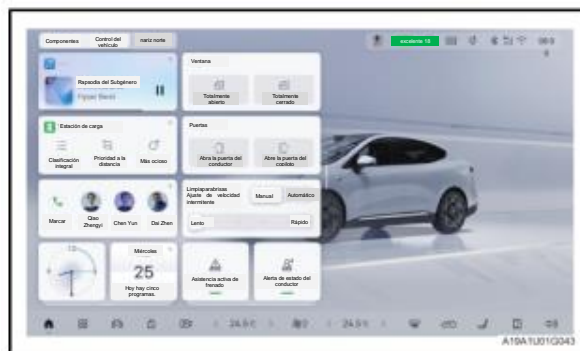 Componentes
Control del
vehículo
nariz norte
excelente 10
Rapsodia del Subgénero
Ventana
Totalmente
abierto
Totalmente
cerrado
Estación de carga
Clasificación
integral
Prioridad a la
distancia
Más ocioso
Puertas
Abra la puerta del
conductor
Abre la puerta del
copiloto
Marcar
Qiao
Zhengyi
Chen Yun
Dai Zhen
Limpiaparabrisas
Ajuste de velocidad
intermitente
Manual
Automático
Lento
Rápido
Miércoles
25
Hoy hay cinco
programas.
Asistencia activa de
frenado
Alerta de estado del
conductor
24.5
24.5
A19A1U01G043